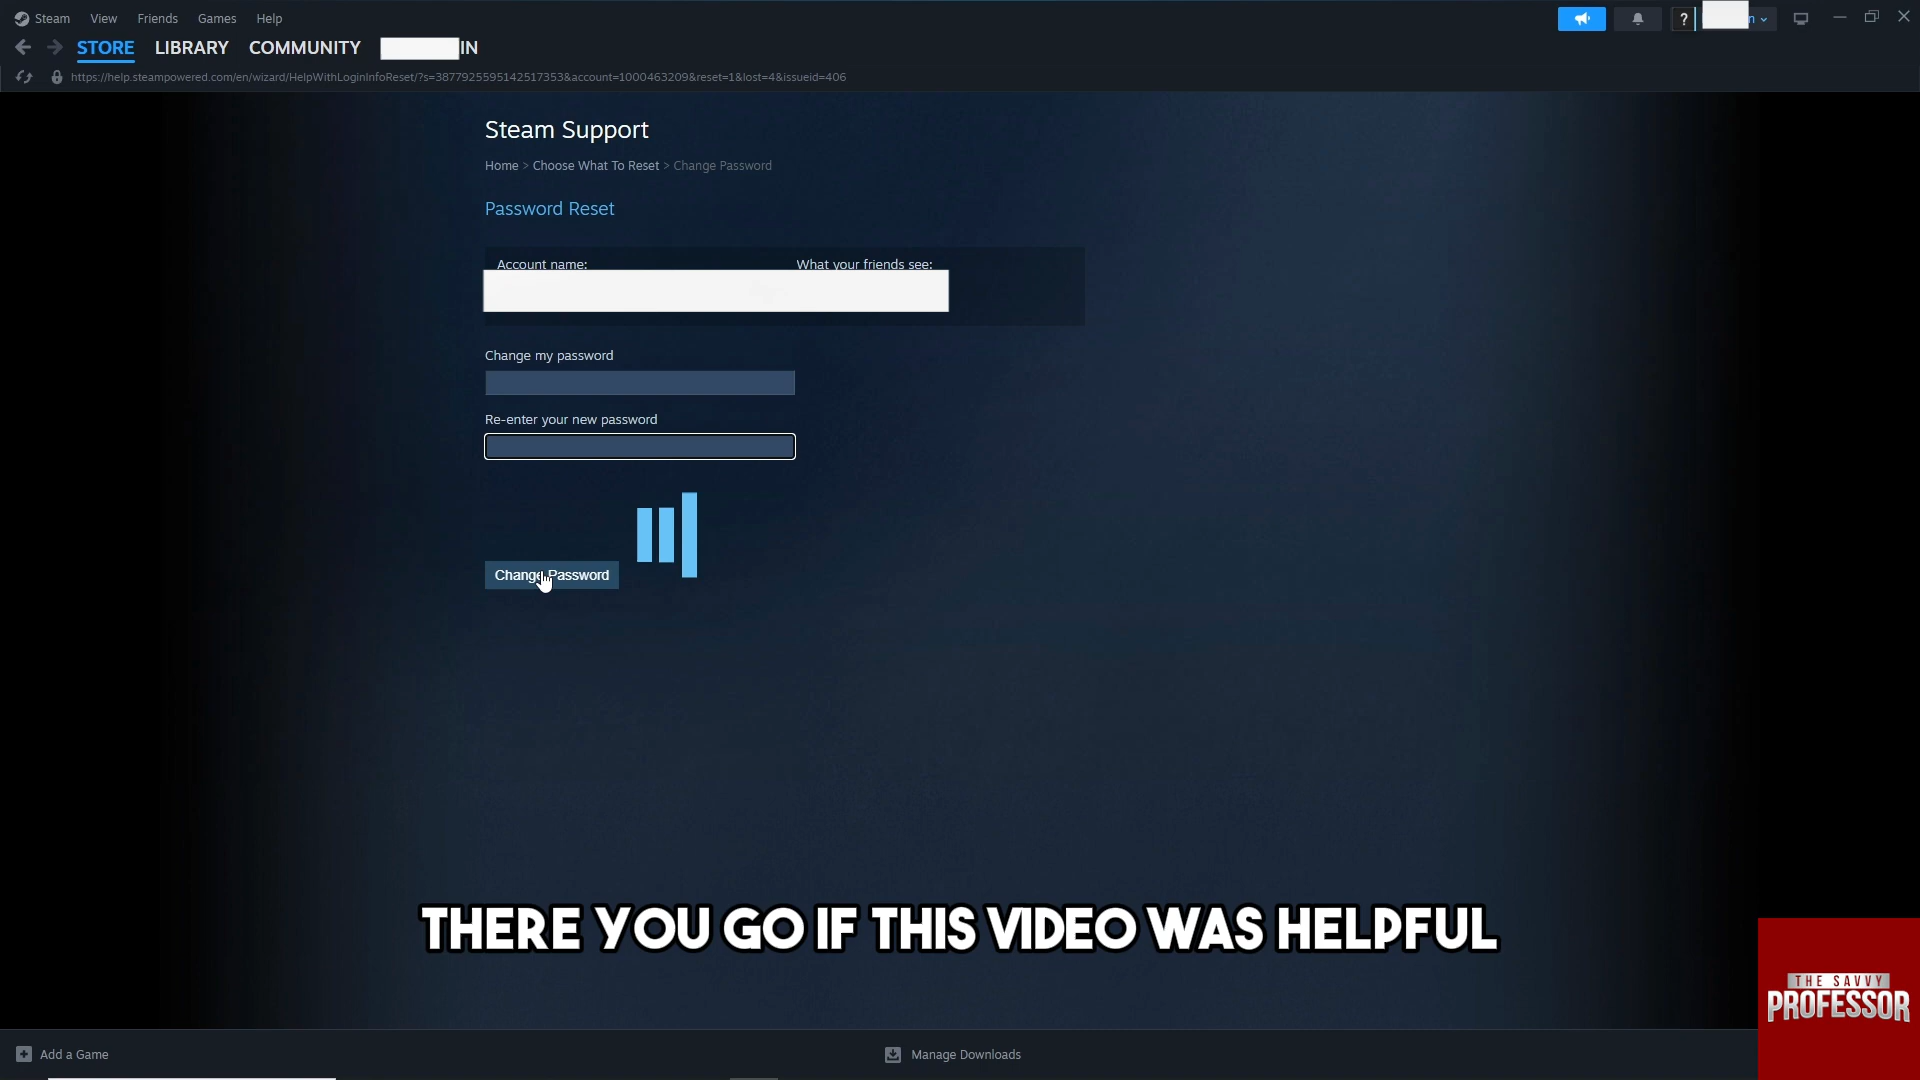 Steam View Friends Games Help
?
n
STORE LIBRARY COMMUNITY IN
https://help.steampowered.com/en/wizard/HelpWithLoginInfoReset/?s=3877925595142517353&account=1000463209&reset=1&lost=4&issueid=406
Steam Support
Home > Choose What To Reset > Change Password
Password Reset
Account name: What your friends see:
Change my password
Re-enter your new password
Change Password
THERE YOU GO IF THIS VIDEO WAS HELPFUL
THE SAVVY
PROFESSOR
Add a Game Manage Downloads